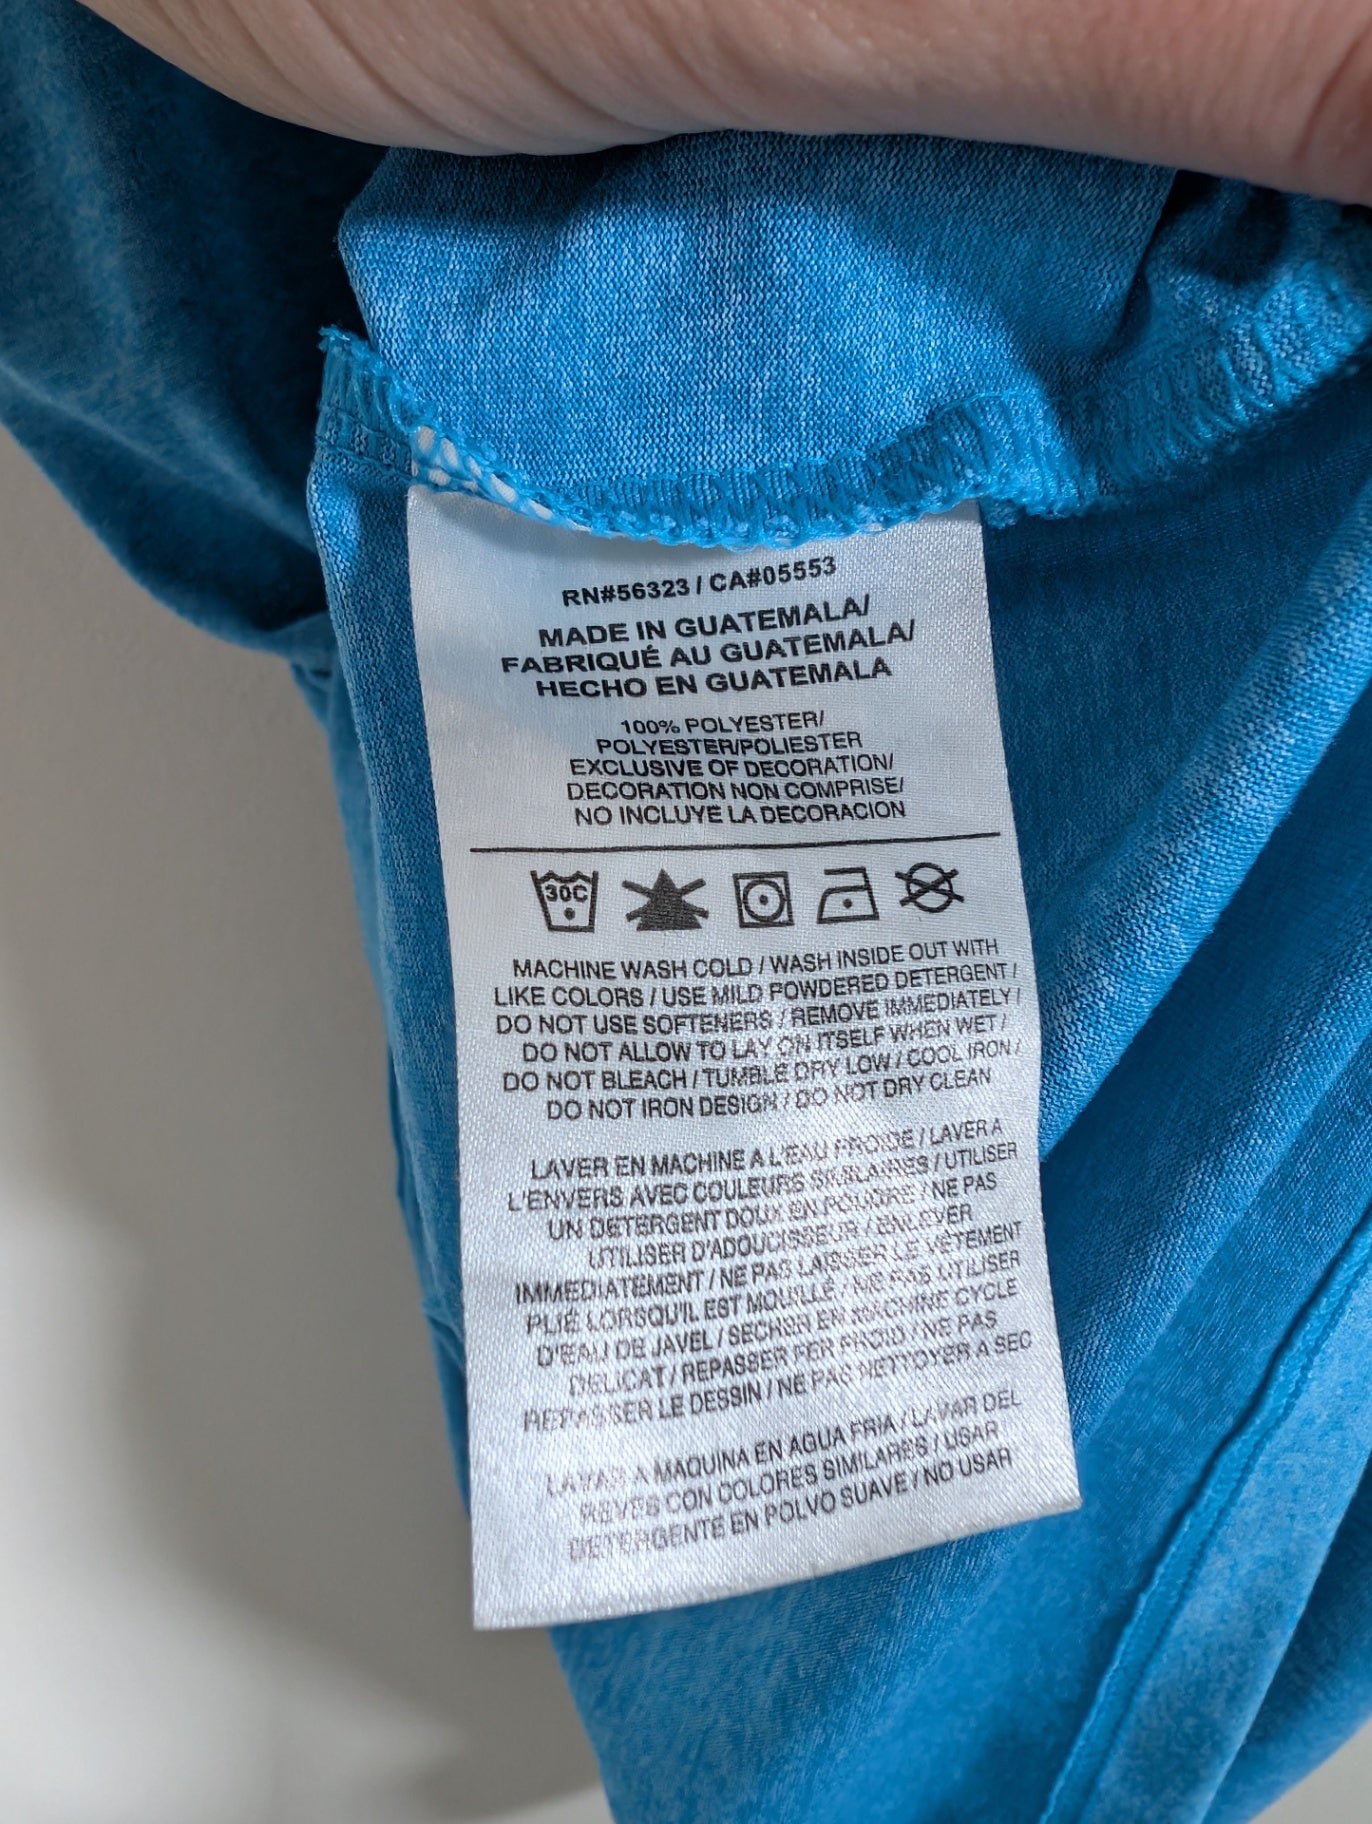 RN#56323 / CA#05553
MADE IN GUATEMALA/
FABRIQUÉ AU GUATEMALA/
HECHO EN GUATEMALA
100% POLYESTER/
POLYESTER/POLIESTER
EXCLUSIVE OF DECORATION/
DECORATION NON COMPRISE/
NO INCLUYE LA DECORACION
30C
MACHINE WASH COLD / WASH INSIDE OUT WITH
LIKE COLORS / USE MILD POWDERED DETERGENT /
DO NOT USE SOFTENERS / REMOVE IMMEDIATELY /
DO NOT ALLOW TO LAY ON ITSELF WHEN WET /
DO NOT BLEACH / TUMBLE DRY LOW / COOL IRON /
DO NOT IRON DESIGN / DO NOT DRY CLEAN
LAVER EN MACHINE A L'EAU FROIDE / LAVER A
L'ENVERS AVEC COULEURS SIMILAIRES / UTILISER
UN DETERGENT DOUX EN POUDRE / NE PAS
UTILISER D'ADOUCISSEUR / ENLEVER
IMMEDIATEMENT / NE PAS LAISSER LE VÊTEMENT
PLIÉ LORSQU'IL EST MOUILLÉ / NE PAS UTILISER
D'EAU DE JAVEL / SECHER EN MACHINE CYCLE
DELICAT / REPASSER FER FROID / NE PAS
REPASSER LE DESSIN / NE PAS NETTOYER A SEC
LAVAR A MAQUINA EN AGUA FRIA / LAVAR DEL
REVES CON COLORES SIMILARES / USAR
DETERGENTE EN POLVO SUAVE / NO USAR